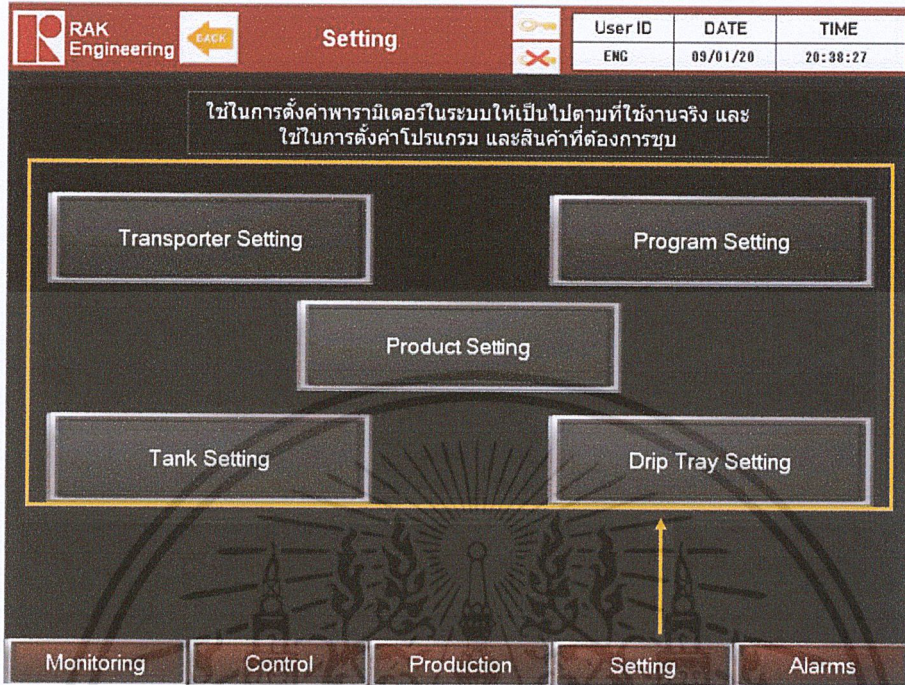 RAK
Engineering
BACK
Setting
User ID DATE TIME
ENG 09/01/20 20:38:27
ใช้ในการตั้งค่าพารามิเตอร์ในระบบให้เป็นไปตามที่ใช้งานจริง และ
ใช้ในการตั้งค่าโปรแกรม และสินค้าที่ต้องการชุบ
Transporter Setting
Program Setting
Product Setting
Tank Setting
Drip Tray Setting
Monitoring Control Production Setting Alarms